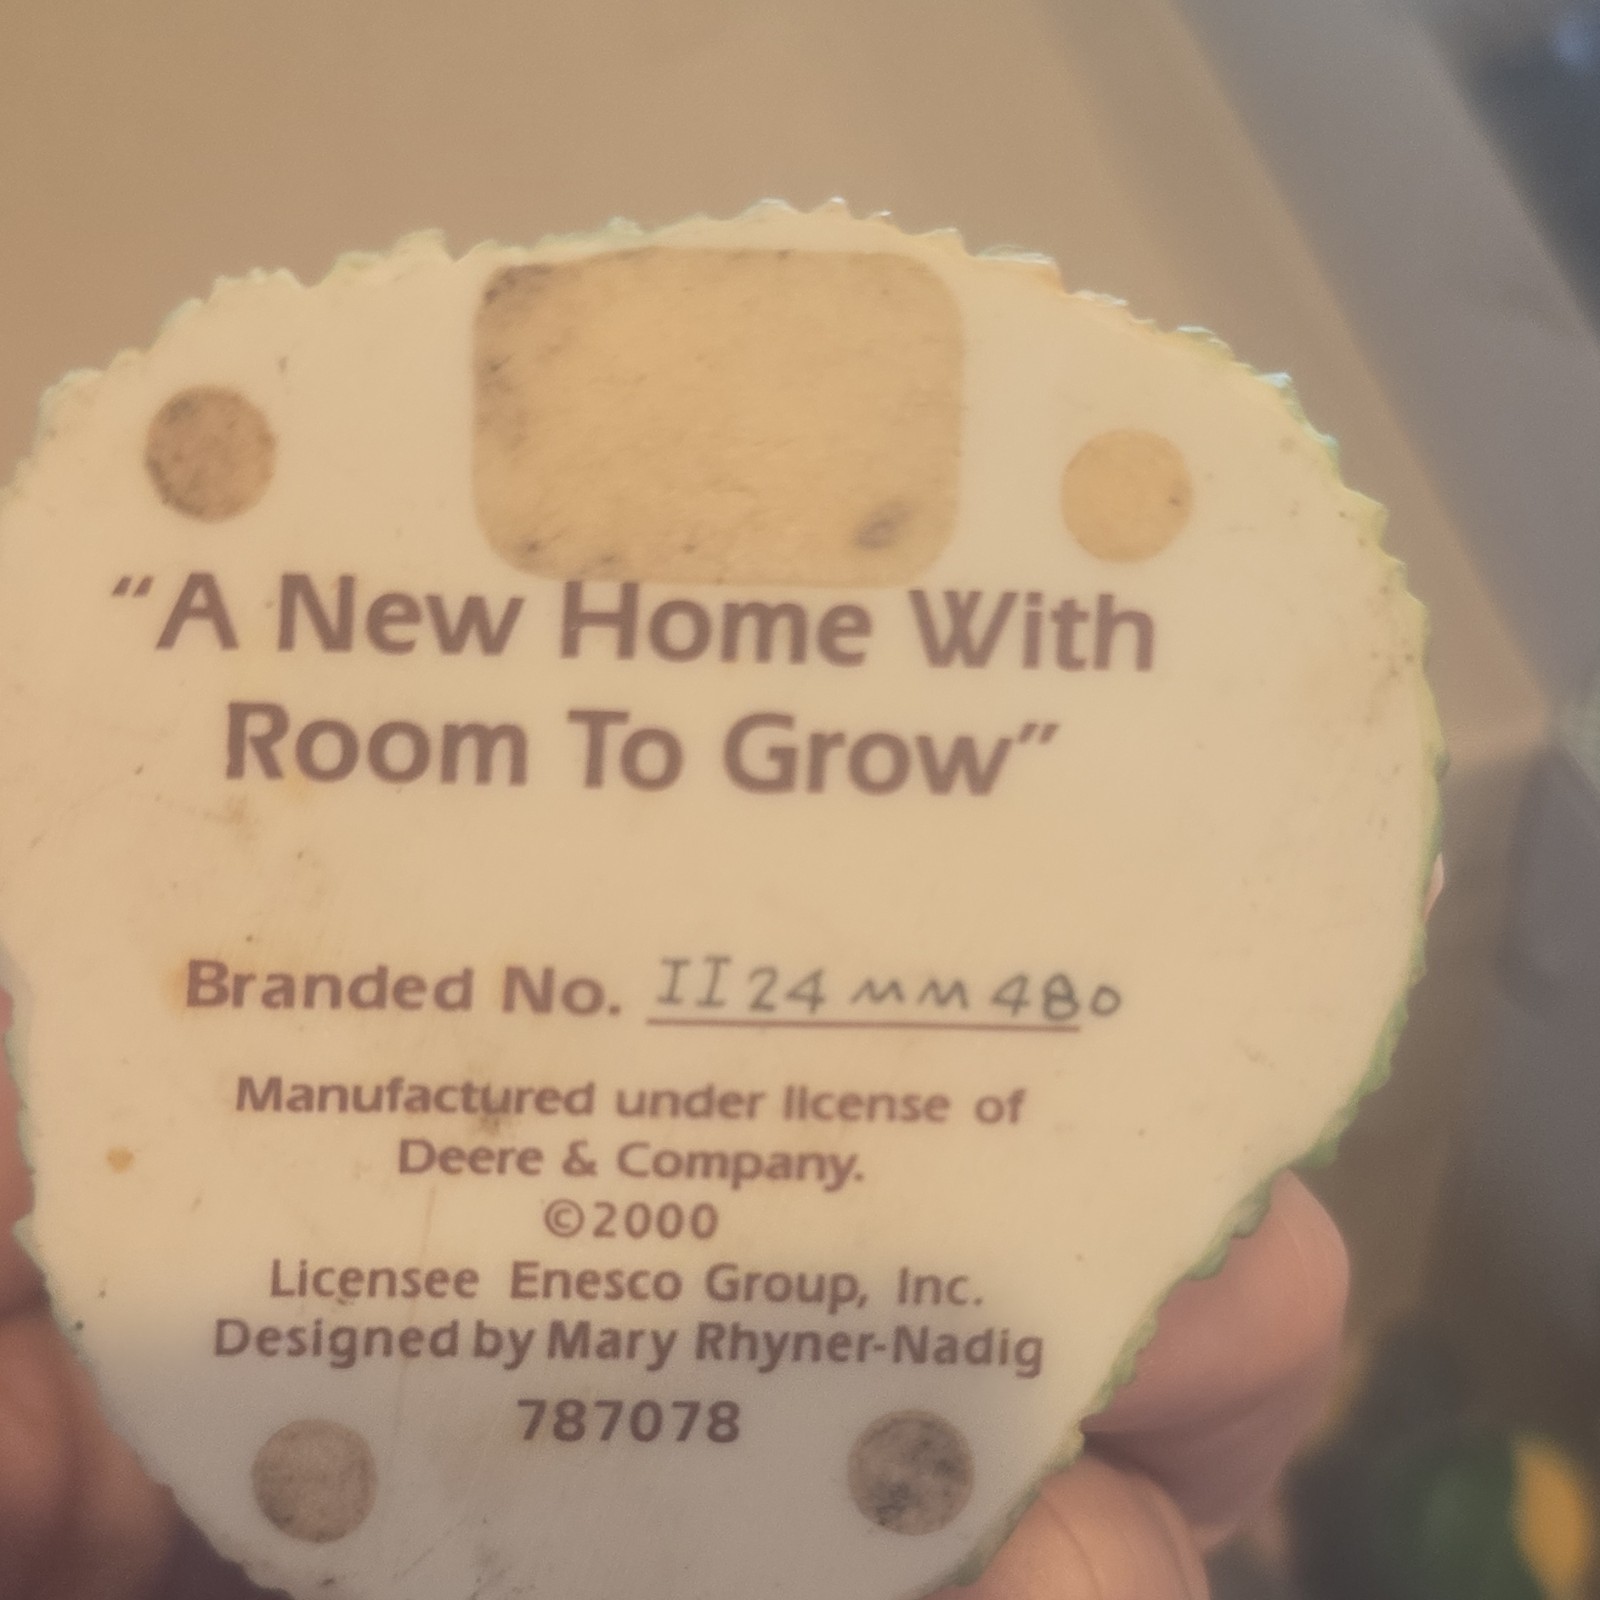 “A New Home With
Room To Grow”
Branded No. II24MM480
Manufactured under license of
Deere & Company.
©2000
Licensee Enesco Group, Inc.
Designed by Mary Rhyner-Nadig
787078